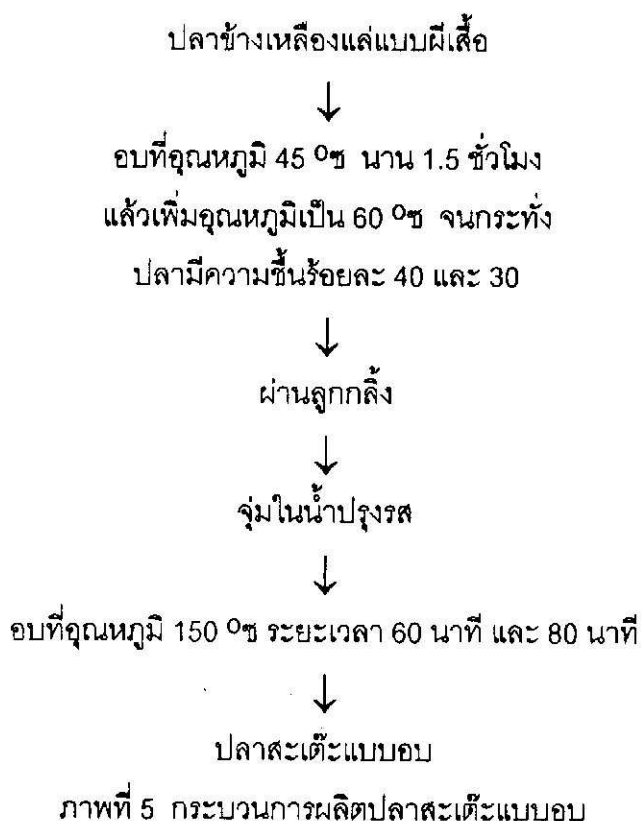 ปลาข้างเหลืองแล่แบบผีเสื้อ
↓
อบที่อุณหภูมิ 45 ºซ นาน 1.5 ชั่วโมง
แล้วเพิ่มอุณหภูมิเป็น 60 ºซ จนกระทั่ง
ปลามีความชื้นร้อยละ 40 และ 30
↓
ผ่านลูกกลิ้ง
↓
จุ่มในน้ำปรุงรส
↓
อบที่อุณหภูมิ 150 ºซ ระยะเวลา 60 นาที และ 80 นาที
↓
ปลาสะเต๊ะแบบอบ
ภาพที่ 5 กระบวนการผลิตปลาสะเต๊ะแบบอบ